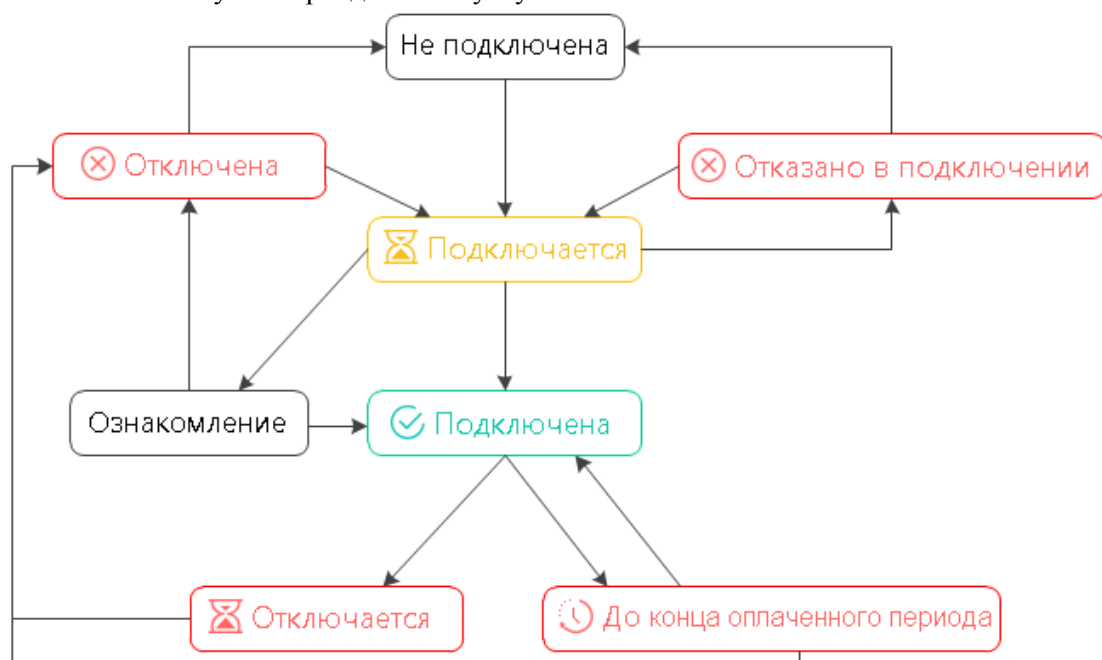 Не подключена
Отключена
Отказано в подключении
Подключается
Ознакомление
Подключена
Отключается
До конца оплаченного периода